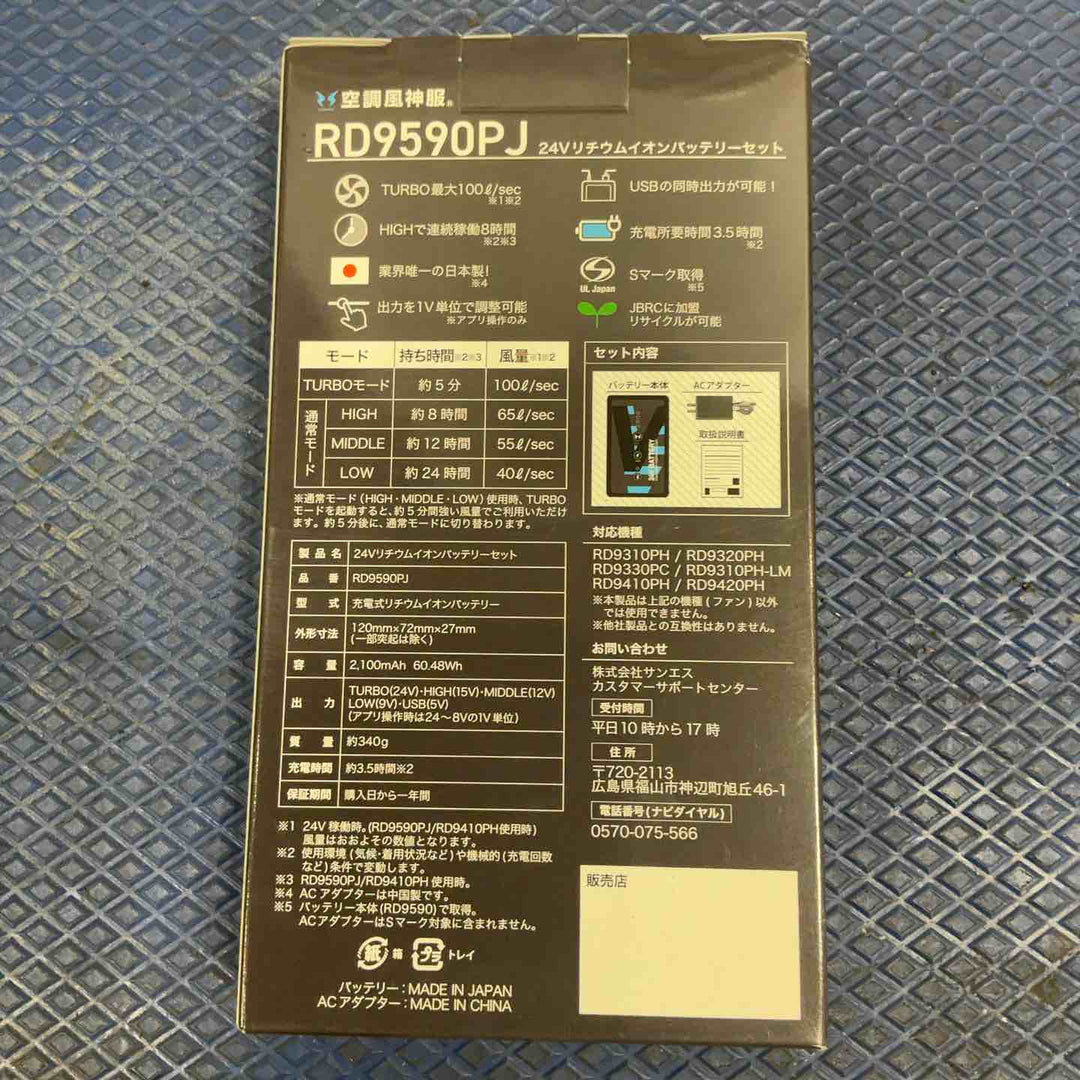 空調風神服®
RD9590PJ 24Vリチウムイオンバッテリーセット
TURBO最大100ℓ/sec
※1※2
HIGHで連続稼働8時間
※2※3
業界唯一の日本製!
※4
出力を1V単位で調整可能
※アプリ操作のみ
USBの同時出力が可能!
充電所要時間3.5時間
※2
UL Japan
Sマーク取得
※5
JBRCに加盟
リサイクルが可能
モード 持ち時間※2※3 風量※1※2
TURBOモード 約5分 100ℓ/sec
通常モード
HIGH 約8時間 65ℓ/sec
MIDDLE 約12時間 55ℓ/sec
LOW 約24時間 40ℓ/sec
※通常モード(HIGH・MIDDLE・LOW)使用時、TURBO
モードを起動すると、約5分間強い風量でご利用いただけ
ます。約5分後に、通常モードに切り替わります。
製品名 24Vリチウムイオンバッテリーセット
品番 RD9590PJ
型式 充電式リチウムイオンバッテリー
外形寸法 120mm×72mm×27mm
(一部突起は除く)
容量 2,100mAh 60.48Wh
出力 TURBO(24V)・HIGH(15V)・MIDDLE(12V)
LOW(9V)・USB(5V)
(アプリ操作時は24〜8Vの1V単位)
質量 約340g
充電時間 約3.5時間※2
保証期間 購入日から一年間
※1 24V稼働時。(RD9590PJ/RD9410PH使用時)
風量はおおよその数値となります。
※2 使用環境(気候・着用状況など)や機械的(充電回数
など)条件で変動します。
※3 RD9590PJ/RD9410PH使用時。
※4 ACアダプターは中国製です。
※5 バッテリー本体(RD9590)で取得。
ACアダプターはSマーク対象に含まれません。
紙 箱 プラ トレイ
バッテリー:MADE IN JAPAN
ACアダプター:MADE IN CHINA
セット内容
バッテリー本体 ACアダプター
取扱説明書
対応機種
RD9310PH / RD9320PH
RD9330PC / RD9310PH-LM
RD9410PH / RD9420PH
※本製品は上記の機種(ファン)以外
では使用できません。
※他社製品との互換性はありません。
お問い合わせ
株式会社サンエス
カスタマーサポートセンター
受付時間
平日10時から17時
住所
〒720-2113
広島県福山市神辺町旭丘46-1
電話番号(ナビダイヤル)
0570-075-566
販売店